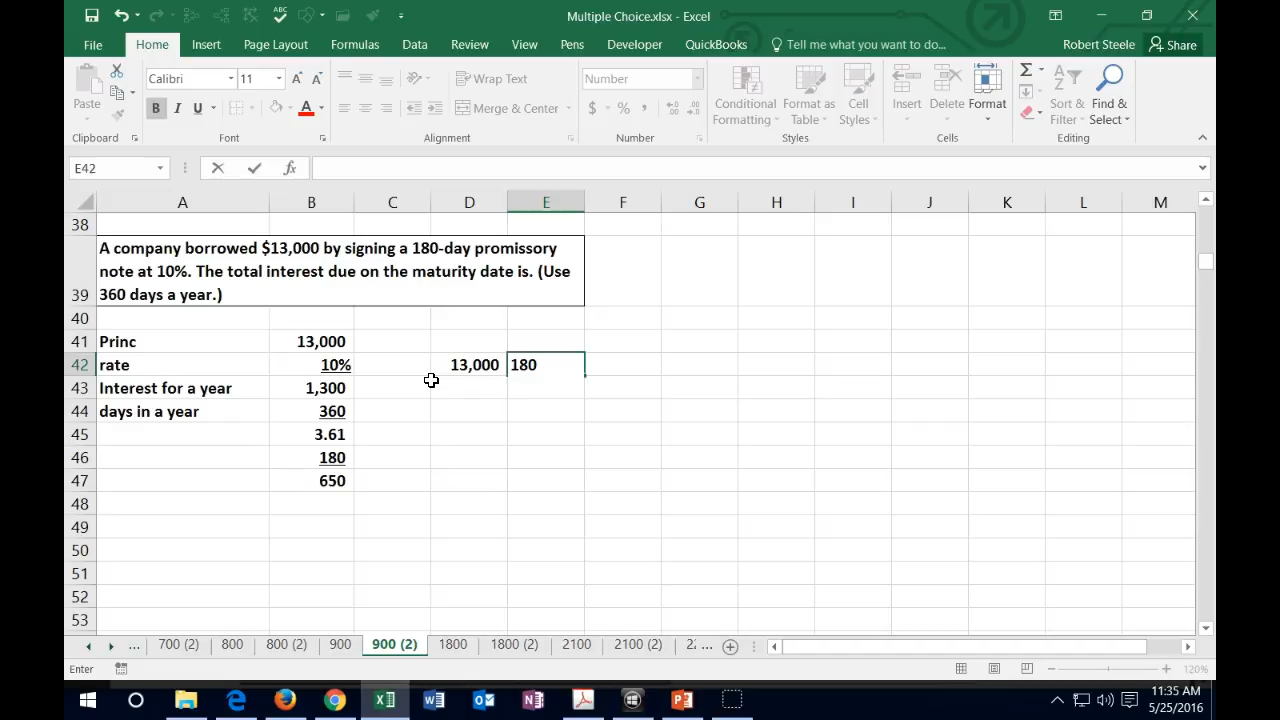 ABC
Multiple Choice.xlsx - Excel
File Home Insert Page Layout Formulas Data Review View Pens Developer QuickBooks Tell me what you want to do... Robert Steele Share
Calibri 11 A A Wrap Text Number
Paste B I U A Merge & Center $ % , Conditional Formatting Format as Table Cell Styles Insert Delete Format Sort & Filter Find & Select
Clipboard Font Alignment Number Styles Cells Editing
E42 fx
A B C D E F G H I J K L M
38
39 A company borrowed $13,000 by signing a 180-day promissory
note at 10%. The total interest due on the maturity date is. (Use
360 days a year.)
40
41 Princ 13,000
42 rate 10% 13,000 180
43 Interest for a year 1,300
44 days in a year 360
45 3.61
46 180
47 650
48
49
50
51
52
53
... 700 (2) 800 800 (2) 900 900 (2) 1800 1800 (2) 2100 2100 (2) ...
Enter 120%
11:35 AM
5/25/2016